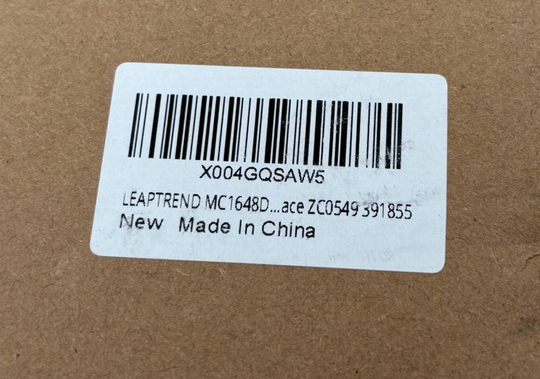 X004GQSAW5
LEAPTREND MC1648D...ace ZC0549 391855
New Made In China